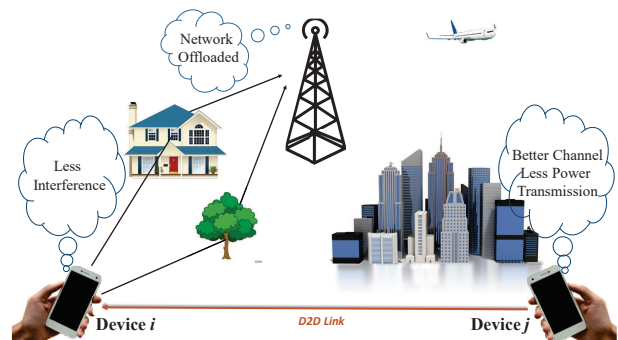 Network
Offloaded
Less
Interference
Better Channel
Less Power
Transmission
Device i
D2D Link
Device j